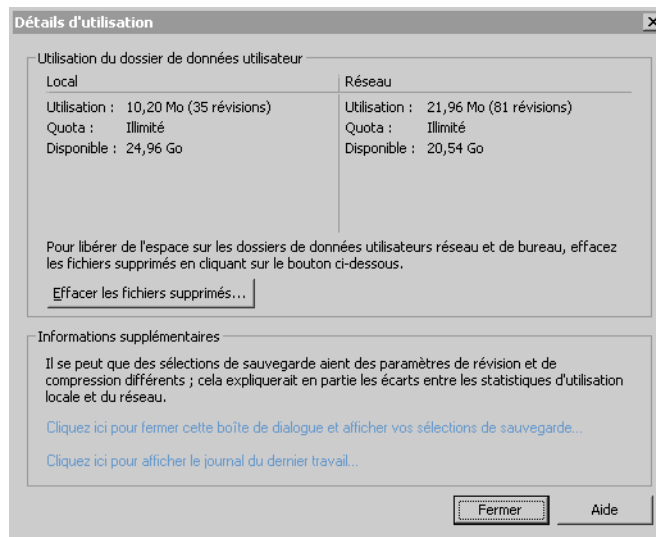 Détails d'utilisation
Utilisation du dossier de données utilisateur
Local
Réseau
Utilisation : 10,20 Mo (35 révisions)
Utilisation : 21,96 Mo (81 révisions)
Quota : Illimité
Quota : Illimité
Disponible : 24,96 Go
Disponible : 20,54 Go
Pour libérer de l'espace sur les dossiers de données utilisateurs réseau et de bureau, effacez
les fichiers supprimés en cliquant sur le bouton ci-dessous.
Effacer les fichiers supprimés...
Informations supplémentaires
Il se peut que des sélections de sauvegarde aient des paramètres de révision et de
compression différents ; cela expliquerait en partie les écarts entre les statistiques d'utilisation
locale et du réseau.
Cliquez ici pour fermer cette boîte de dialogue et afficher vos sélections de sauvegarde...
Cliquez ici pour afficher le journal du dernier travail...
Fermer
Aide